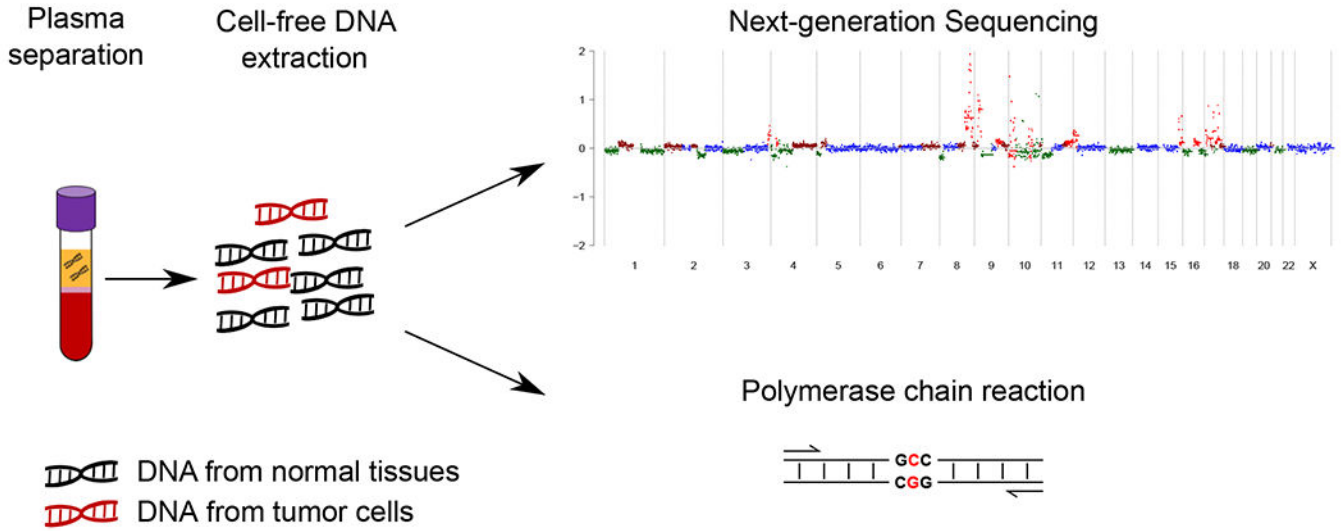 Plasma
separation
Cell-free DNA
extraction
Next-generation Sequencing
2
1
0
−1
−2
1 2 3 4 5 6 7 8 9 10 11 12 13 14 15 16 18 20 22 X
Polymerase chain reaction
GCC
CGG
DNA from normal tissues
DNA from tumor cells